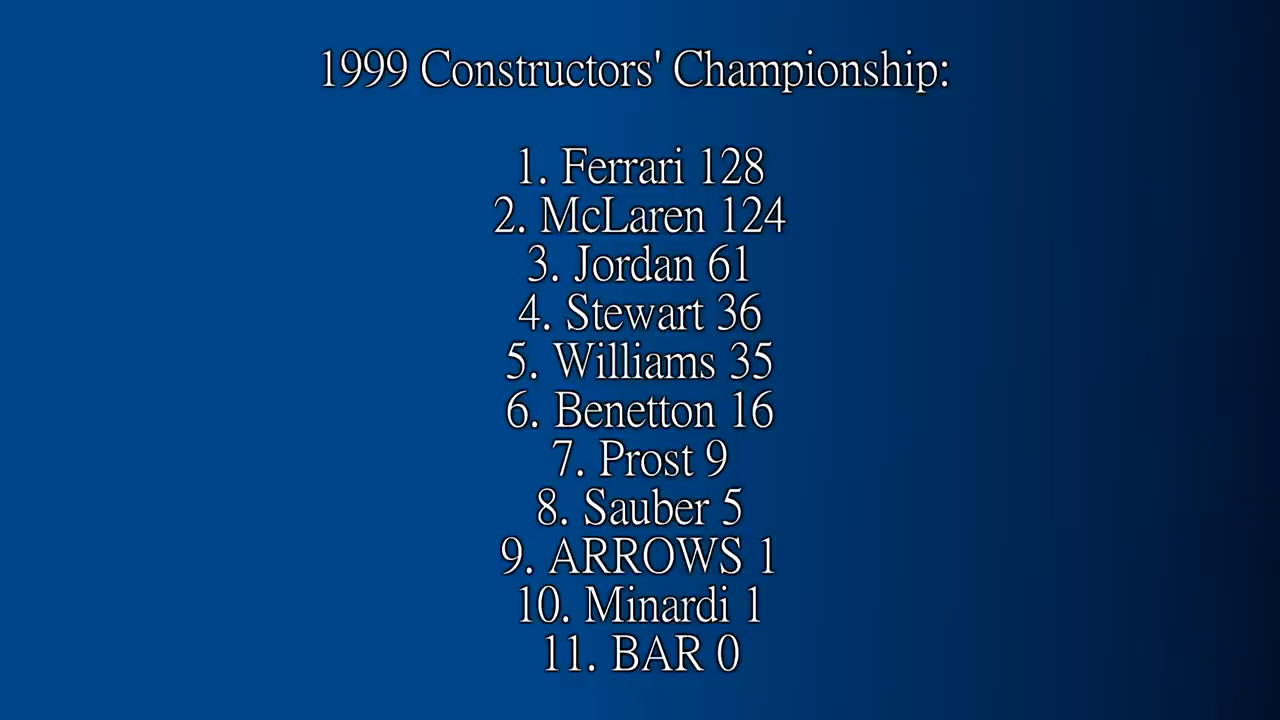 1999 Constructors' Championship:
1. Ferrari 128
2. McLaren 124
3. Jordan 61
4. Stewart 36
5. Williams 35
6. Benetton 16
7. Prost 9
8. Sauber 5
9. ARROWS 1
10. Minardi 1
11. BAR 0